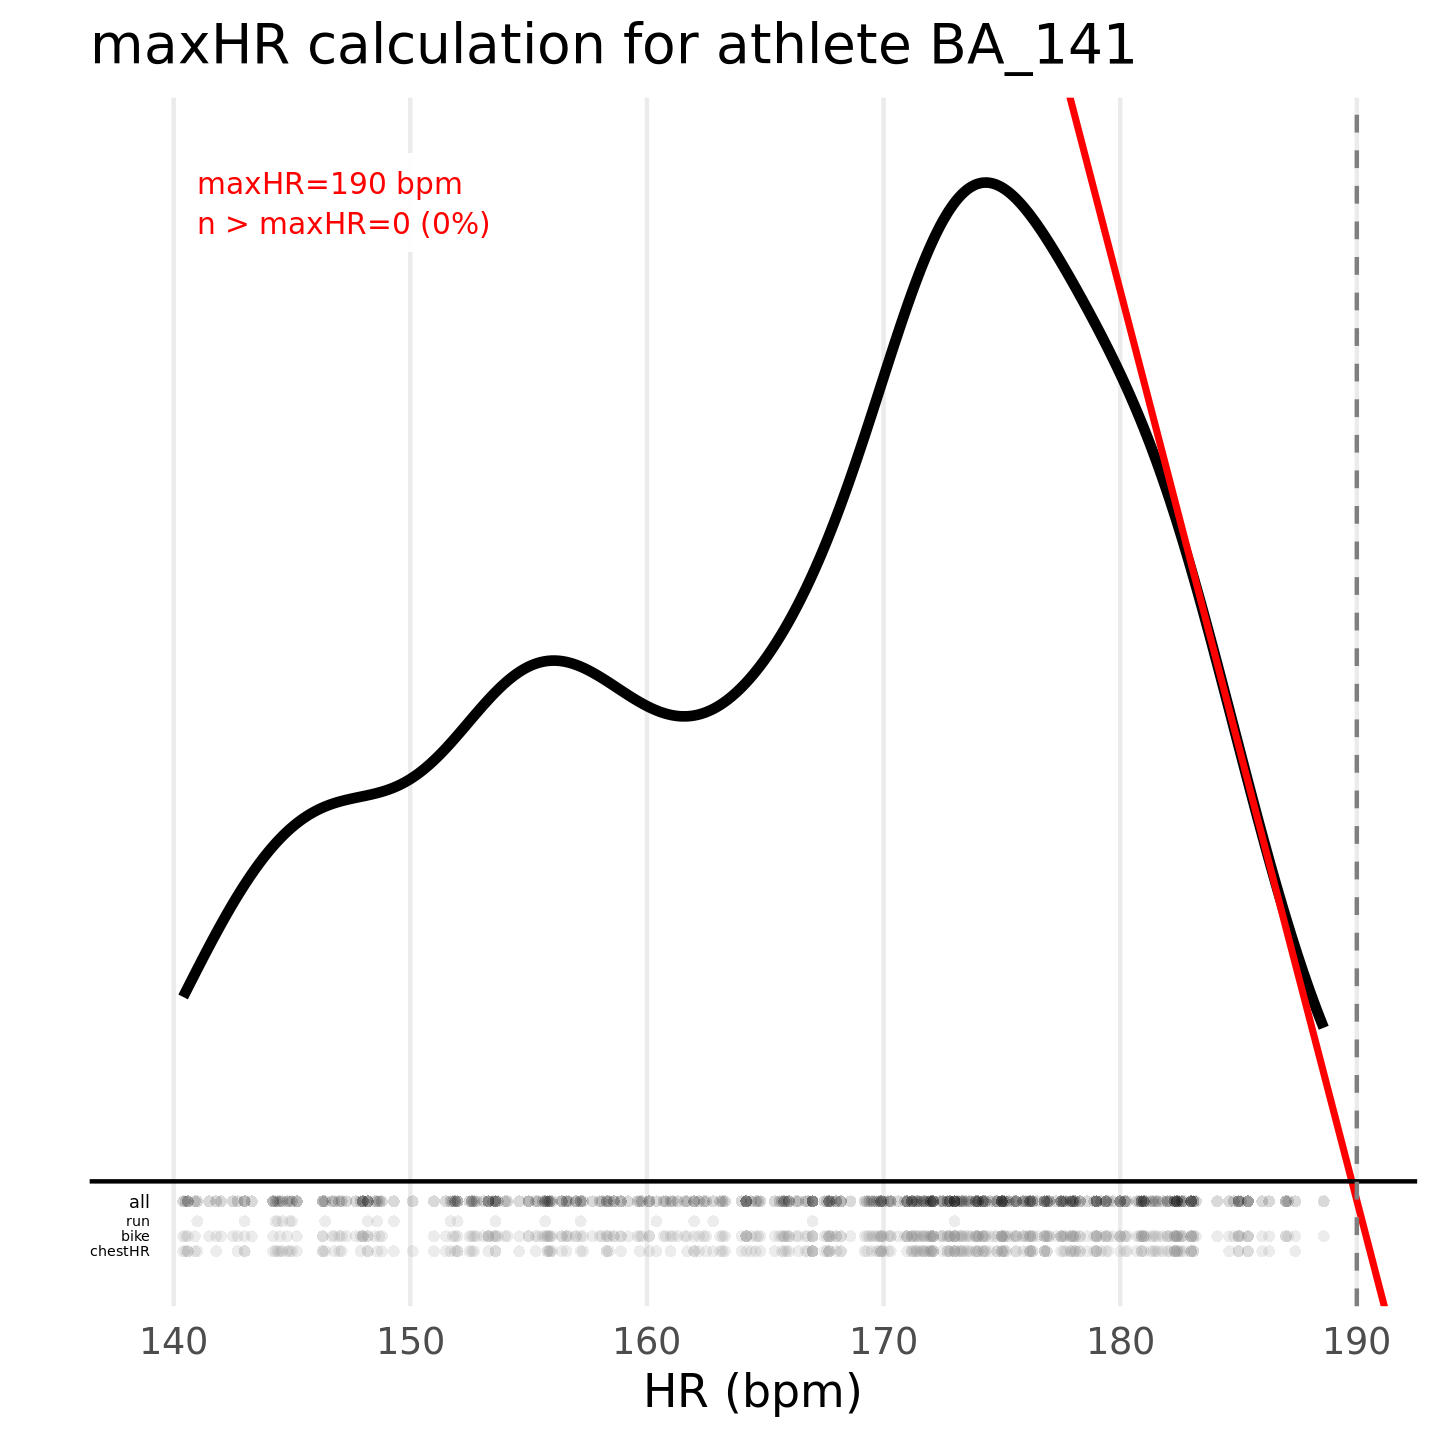 maxHR calculation for athlete BA_141
maxHR=190 bpm
n > maxHR=0 (0%)
all
run
bike
chestHR
140 150 160 170 180 190
HR (bpm)